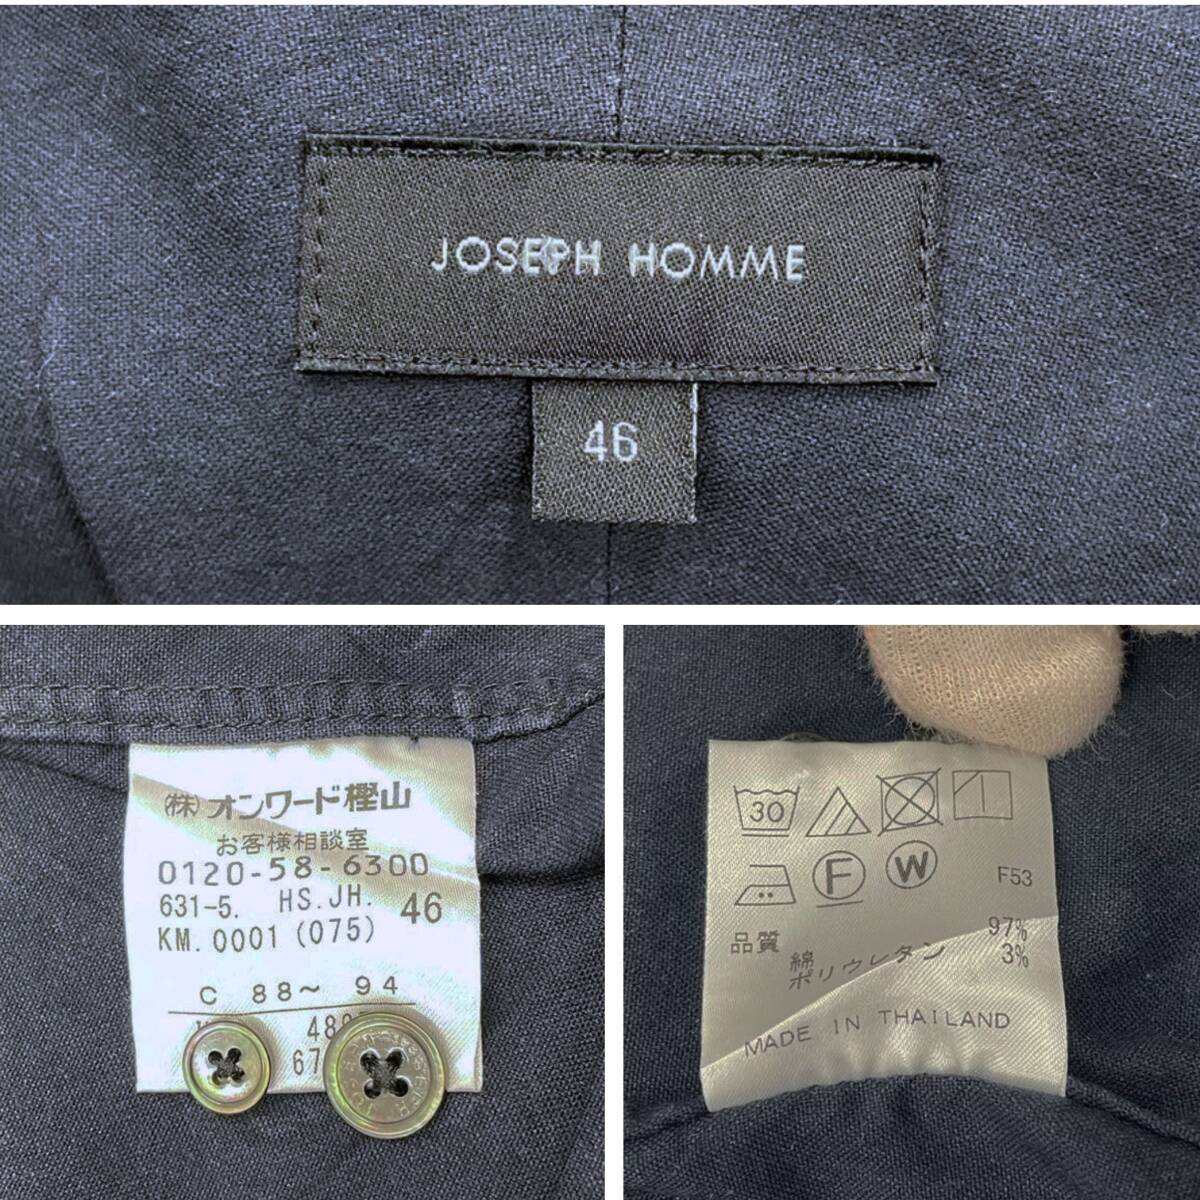 JOSEPH HOMME
46
(株)オンワード樫山
お客様相談室
0120-58-6300
631-5. HS.JH. 46
KM.0001(075)
C 88~ 94
30
F W
F53
品質 綿 97%
ポリウレタン 3%
MADE IN THAILAND